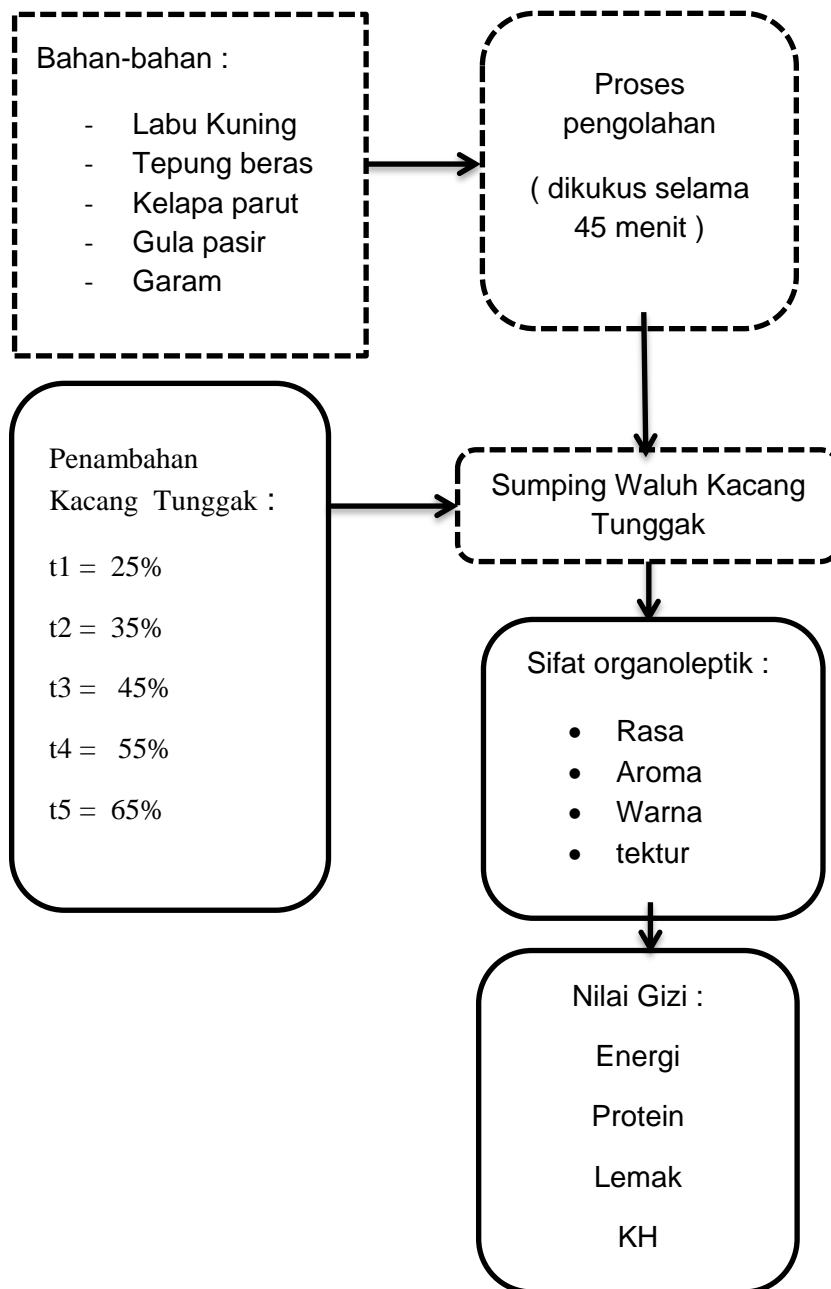 Bahan-bahan :
- Labu Kuning
- Tepung beras
- Kelapa parut
- Gula pasir
- Garam
Proses
pengolahan
( dikukus selama
45 menit )
Penambahan
Kacang Tunggak :
t1 = 25%
t2 = 35%
t3 = 45%
t4 = 55%
t5 = 65%
Sumping Waluh Kacang
Tunggak
Sifat organoleptik :
• Rasa
• Aroma
• Warna
• tektur
Nilai Gizi :
Energi
Protein
Lemak
KH